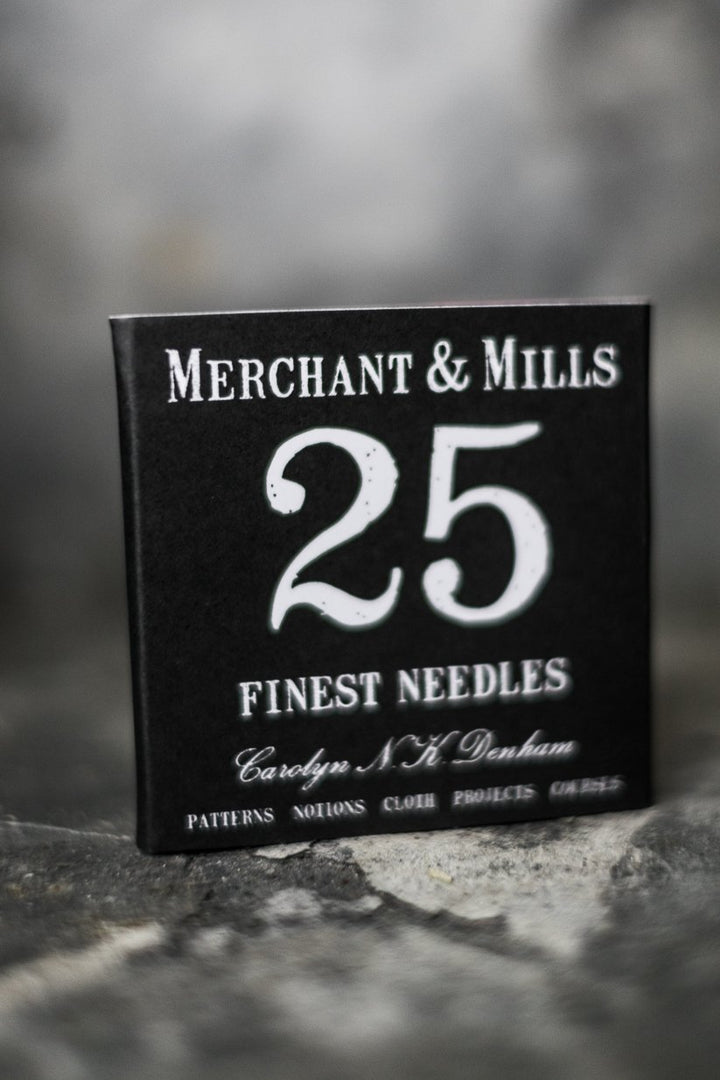 MERCHANT & MILLS
25
FINEST NEEDLES
Carolyn N.K. Denham
PATTERNS NOTIONS CLOTH PROJECTS COURSES